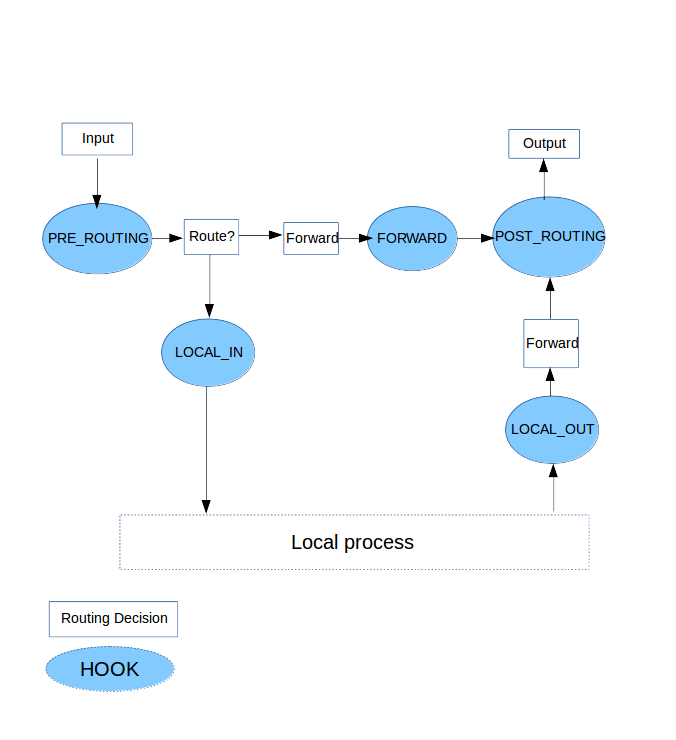 Input
Output
PRE_ROUTING
Route?
Forward
FORWARD
POST_ROUTING
Forward
LOCAL_IN
LOCAL_OUT
Local process
Routing Decision
HOOK